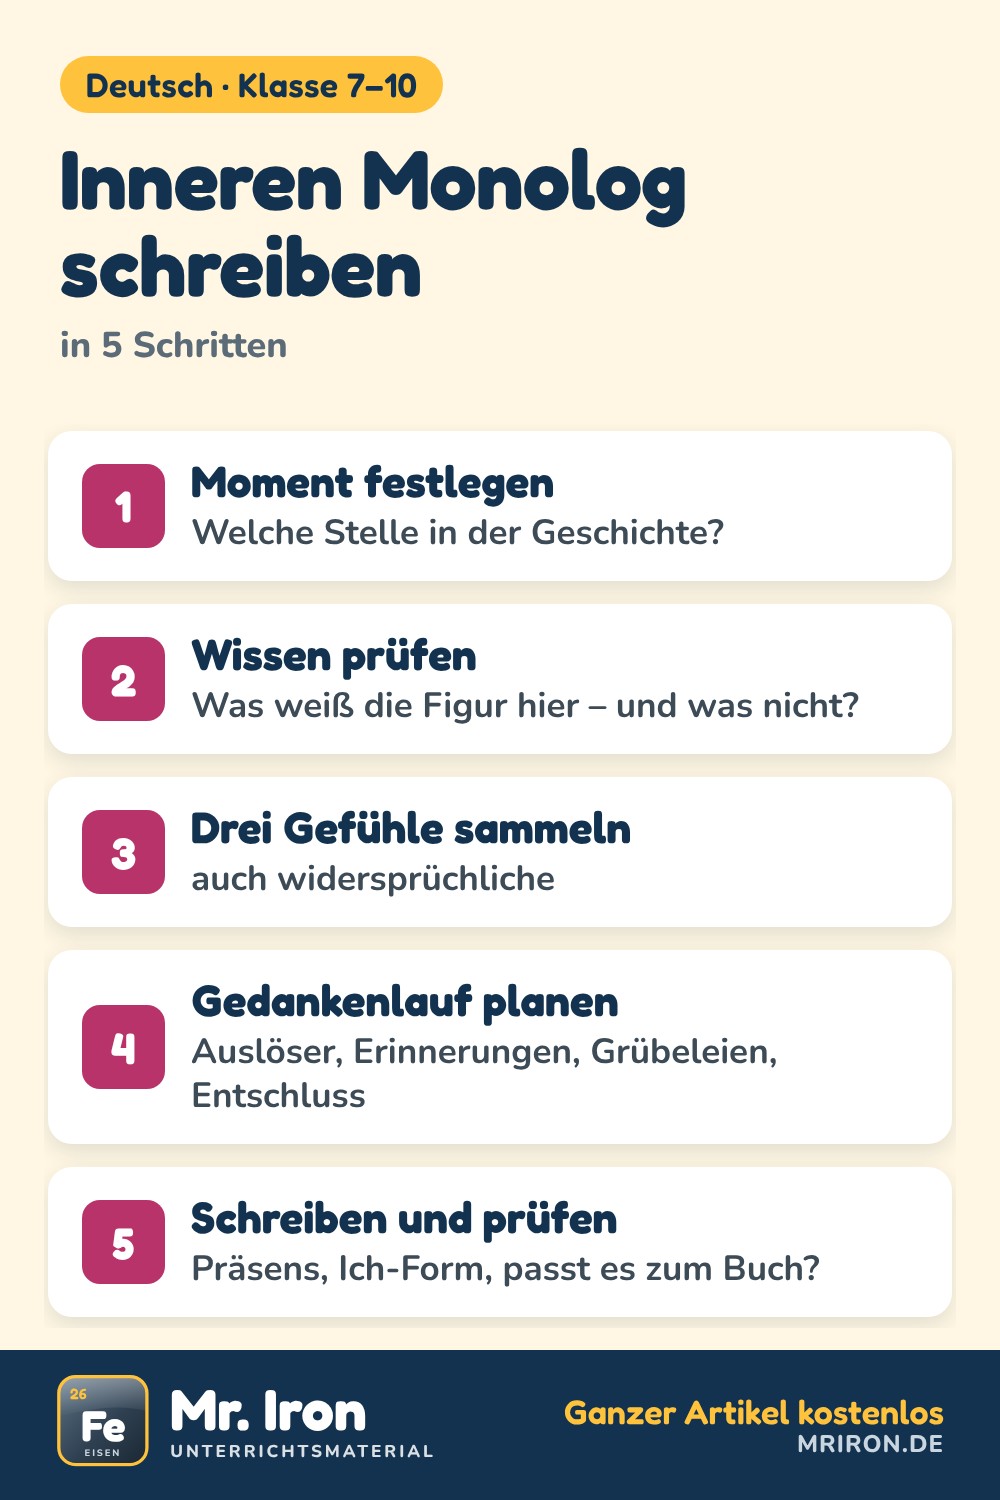 Deutsch · Klasse 7–10
Inneren Monolog
schreiben
in 5 Schritten
1
Moment festlegen
Welche Stelle in der Geschichte?
2
Wissen prüfen
Was weiß die Figur hier – und was nicht?
3
Drei Gefühle sammeln
auch widersprüchliche
4
Gedankenlauf planen
Auslöser, Erinnerungen, Grübeleien,
Entschluss
5
Schreiben und prüfen
Präsens, Ich-Form, passt es zum Buch?
26
Fe
EISEN
Mr. Iron
UNTERRICHTSMATERIAL
Ganzer Artikel kostenlos
MRIRON.DE